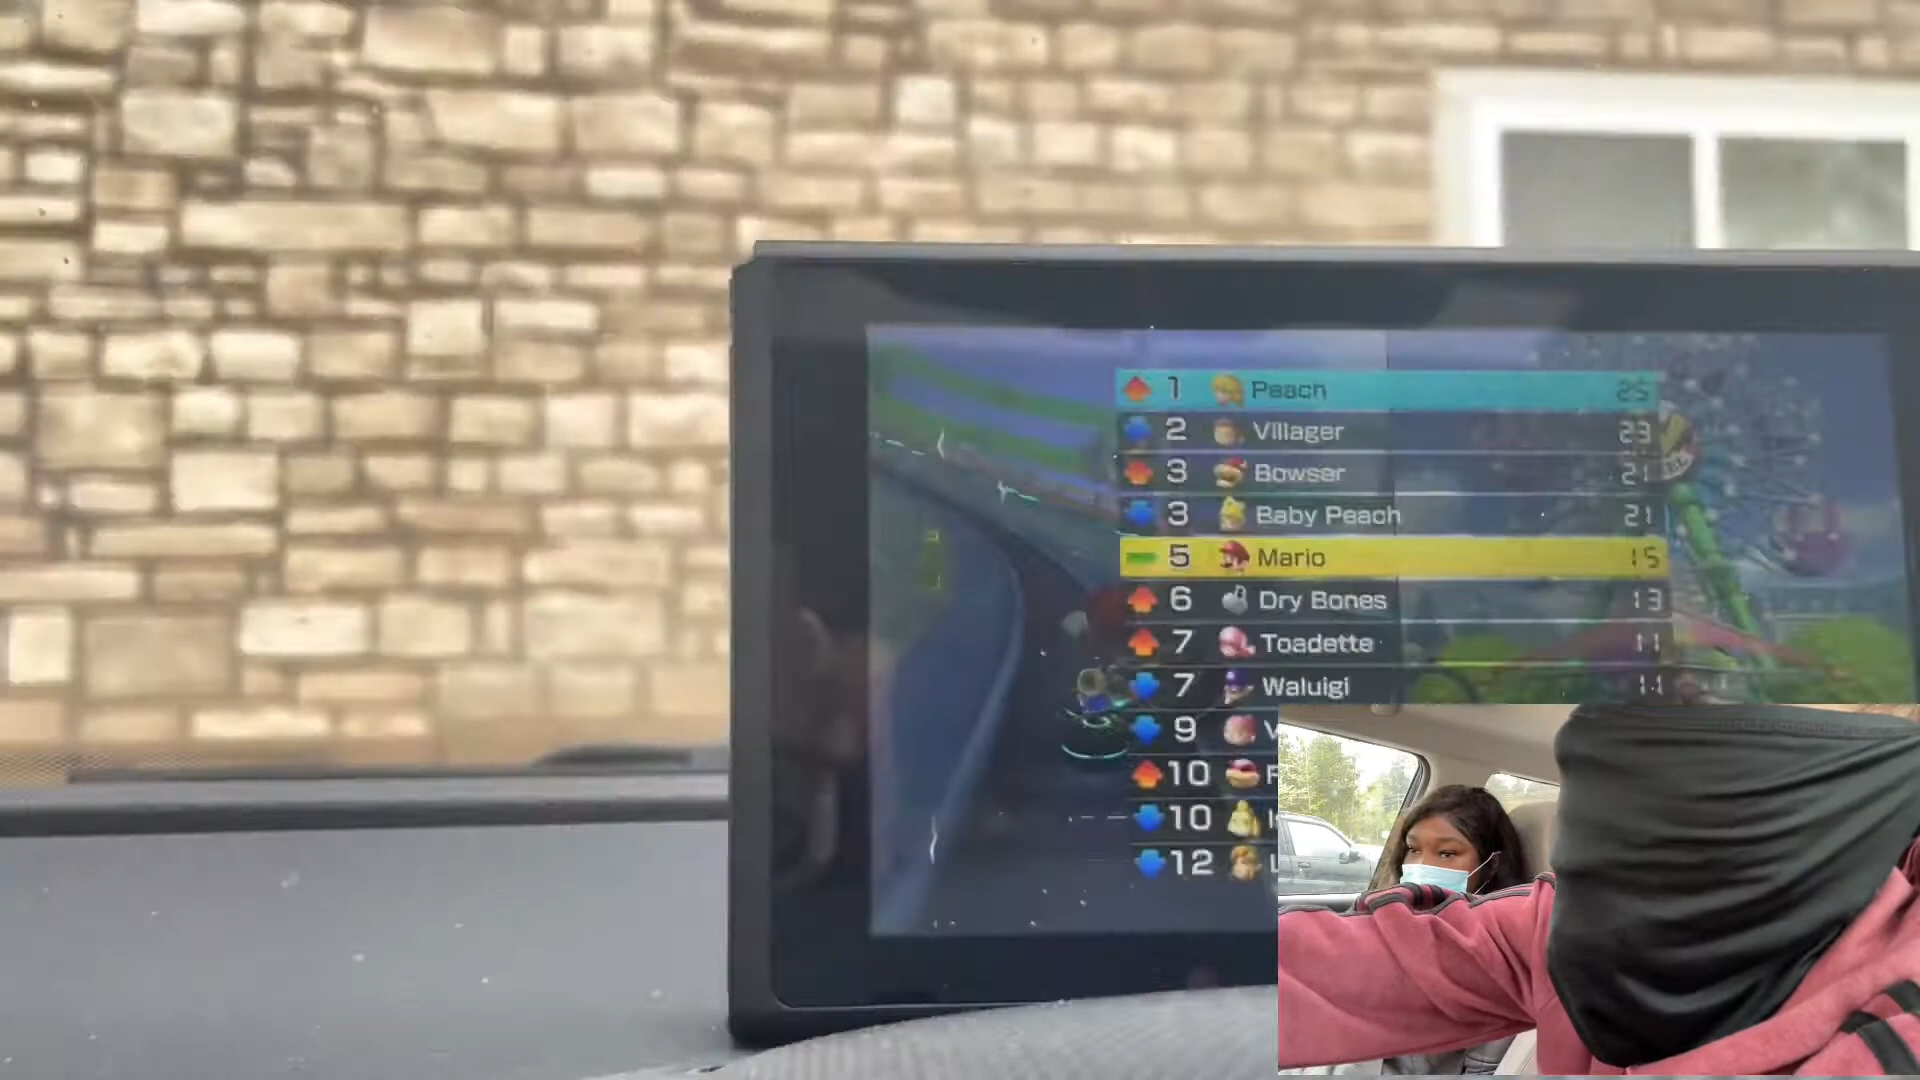 1 Peach 25
2 Villager 23
3 Bowser 21
3 Baby Peach 21
5 Mario 15
6 Dry Bones 13
7 Toadette 11
7 Waluigi 11
9
10
10
12